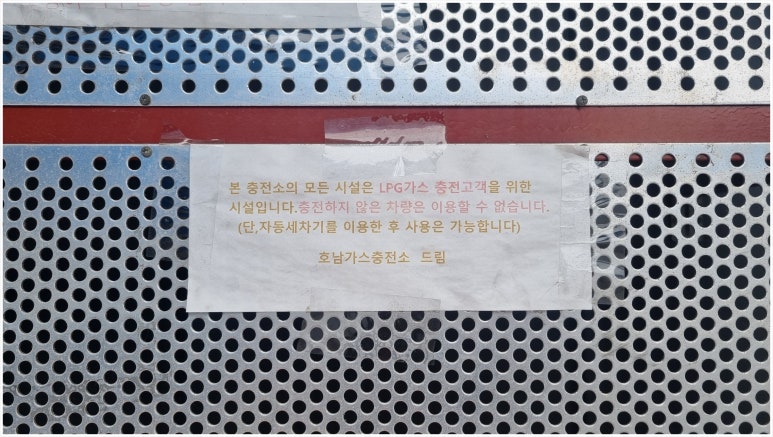 본 충전소의 모든 시설은 LPG가스 충전고객을 위한
시설입니다.충전하지 않은 차량은 이용할 수 없습니다.
(단,자동세차기를 이용한 후 사용은 가능합니다)
호남가스충전소 드림